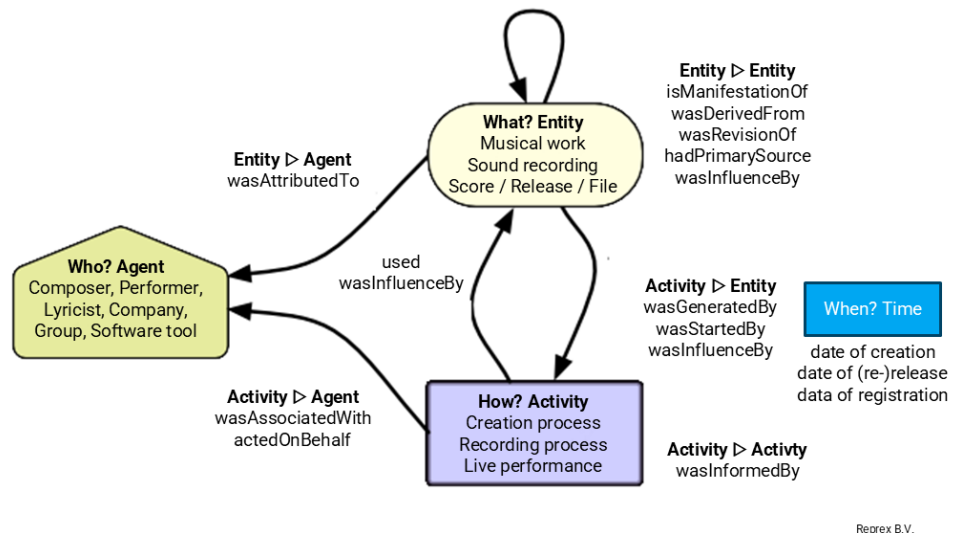 Entity ▷ Entity
isManifestationOf
wasDerivedFrom
wasRevisionOf
hadPrimarySource
wasInfluenceBy
What? Entity
Musical work
Sound recording
Score / Release / File
Entity ▷ Agent
wasAttributedTo
Who? Agent
Composer, Performer,
Lyricist, Company,
Group, Software tool
used
wasInfluenceBy
Activity ▷ Entity
wasGeneratedBy
wasStartedBy
wasInfluenceBy
When? Time
date of creation
date of (re-)release
data of registration
Activity ▷ Agent
wasAssociatedWith
actedOnBehalf
How? Activity
Creation process
Recording process
Live performance
Activity ▷ Activty
wasInformedBy
Reprex B.V.